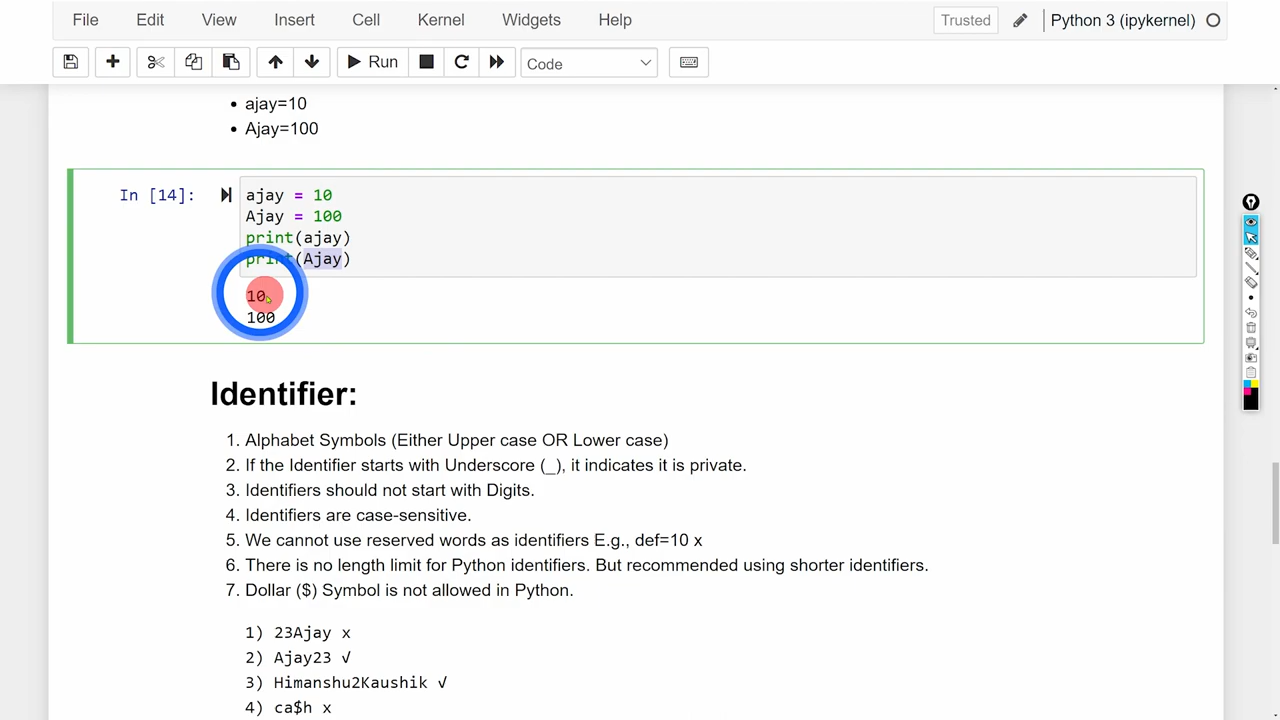 File Edit View Insert Cell Kernel Widgets Help Trusted Python 3 (ipykernel)
Run Code
• ajay=10
• Ajay=100
In [14]: ajay = 10
Ajay = 100
print(ajay)
print(Ajay)
10
100
Identifier:
1. Alphabet Symbols (Either Upper case OR Lower case)
2. If the Identifier starts with Underscore (_), it indicates it is private.
3. Identifiers should not start with Digits.
4. Identifiers are case-sensitive.
5. We cannot use reserved words as identifiers E.g., def=10 x
6. There is no length limit for Python identifiers. But recommended using shorter identifiers.
7. Dollar ($) Symbol is not allowed in Python.
1) 23Ajay x
2) Ajay23 √
3) Himanshu2Kaushik √
4) ca$h x